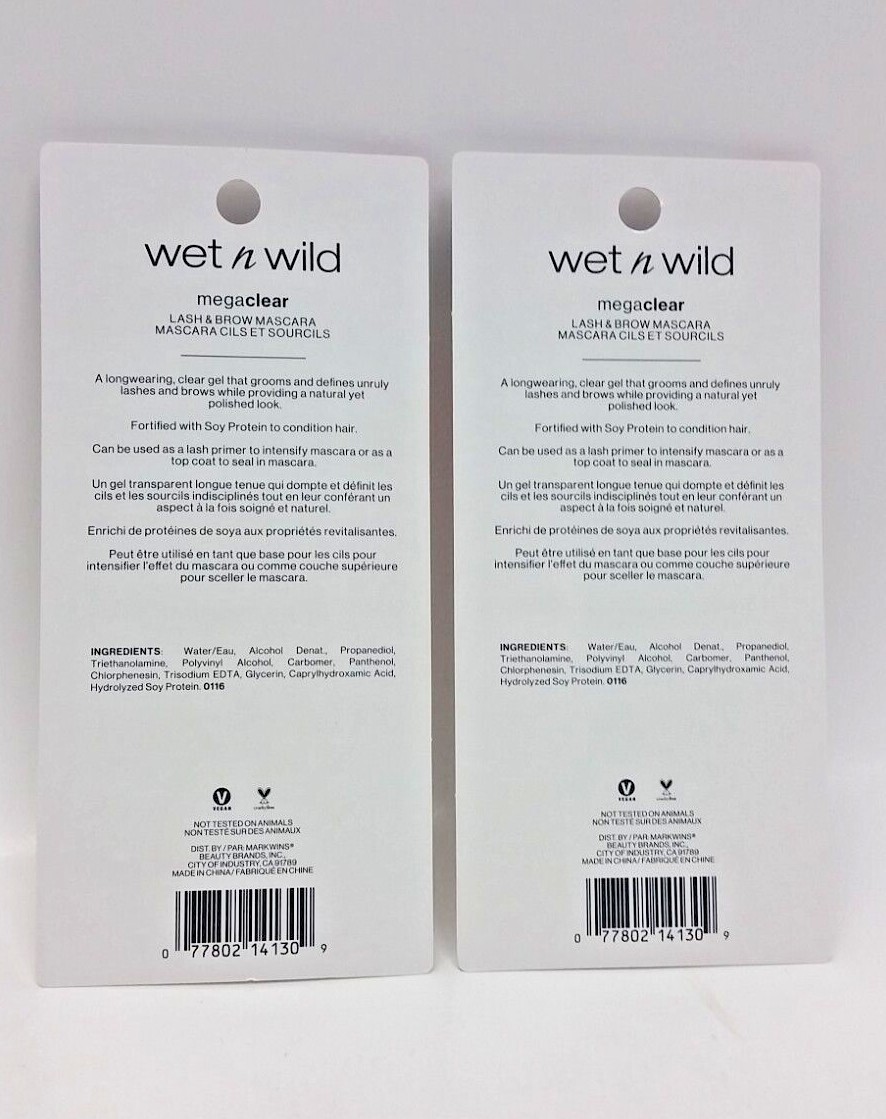 wet n wild
megaclear
LASH & BROW MASCARA
MASCARA CILS ET SOURCILS
A longwearing, clear gel that grooms and defines unruly
lashes and brows while providing a natural yet
polished look.
Fortified with Soy Protein to condition hair.
Can be used as a lash primer to intensify mascara or as a
top coat to seal in mascara.
Un gel transparent longue tenue qui dompte et définit les
cils et les sourcils indisciplinés tout en leur conférant un
aspect à la fois soigné et naturel.
Enrichi de protéines de soya aux propriétés revitalisantes.
Peut être utilisé en tant que base pour les cils pour
intensifier l'effet du mascara ou comme couche supérieure
pour sceller le mascara.
INGREDIENTS: Water/Eau, Alcohol Denat., Propanediol,
Triethanolamine, Polyvinyl Alcohol, Carbomer, Panthenol,
Chlorphenesin, Trisodium EDTA, Glycerin, Caprylhydroxamic Acid,
Hydrolyzed Soy Protein. 0116
V
VEGAN
cruelty free
NOT TESTED ON ANIMALS
NON TESTÉ SUR DES ANIMAUX
DIST. BY / PAR: MARKWINS®
BEAUTY BRANDS, INC.,
CITY OF INDUSTRY, CA 91789
MADE IN CHINA / FABRIQUÉ EN CHINE
0 77802 14130 9
wet n wild
megaclear
LASH & BROW MASCARA
MASCARA CILS ET SOURCILS
A longwearing, clear gel that grooms and defines unruly
lashes and brows while providing a natural yet
polished look.
Fortified with Soy Protein to condition hair.
Can be used as a lash primer to intensify mascara or as a
top coat to seal in mascara.
Un gel transparent longue tenue qui dompte et définit les
cils et les sourcils indisciplinés tout en leur conférant un
aspect à la fois soigné et naturel.
Enrichi de protéines de soya aux propriétés revitalisantes.
Peut être utilisé en tant que base pour les cils pour
intensifier l'effet du mascara ou comme couche supérieure
pour sceller le mascara.
INGREDIENTS: Water/Eau, Alcohol Denat., Propanediol,
Triethanolamine, Polyvinyl Alcohol, Carbomer, Panthenol,
Chlorphenesin, Trisodium EDTA, Glycerin, Caprylhydroxamic Acid,
Hydrolyzed Soy Protein. 0116
V
VEGAN
cruelty free
NOT TESTED ON ANIMALS
NON TESTÉ SUR DES ANIMAUX
DIST. BY / PAR: MARKWINS®
BEAUTY BRANDS, INC.,
CITY OF INDUSTRY, CA 91789
MADE IN CHINA / FABRIQUÉ EN CHINE
0 77802 14130 9